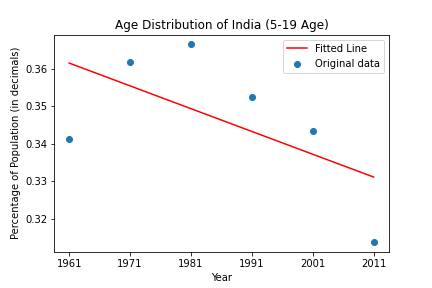 Age Distribution of India (5-19 Age)
Fitted Line
Original data
Percentage of Population (in decimals)
0.36
0.35
0.34
0.33
0.32
1961 1971 1981 1991 2001 2011
Year